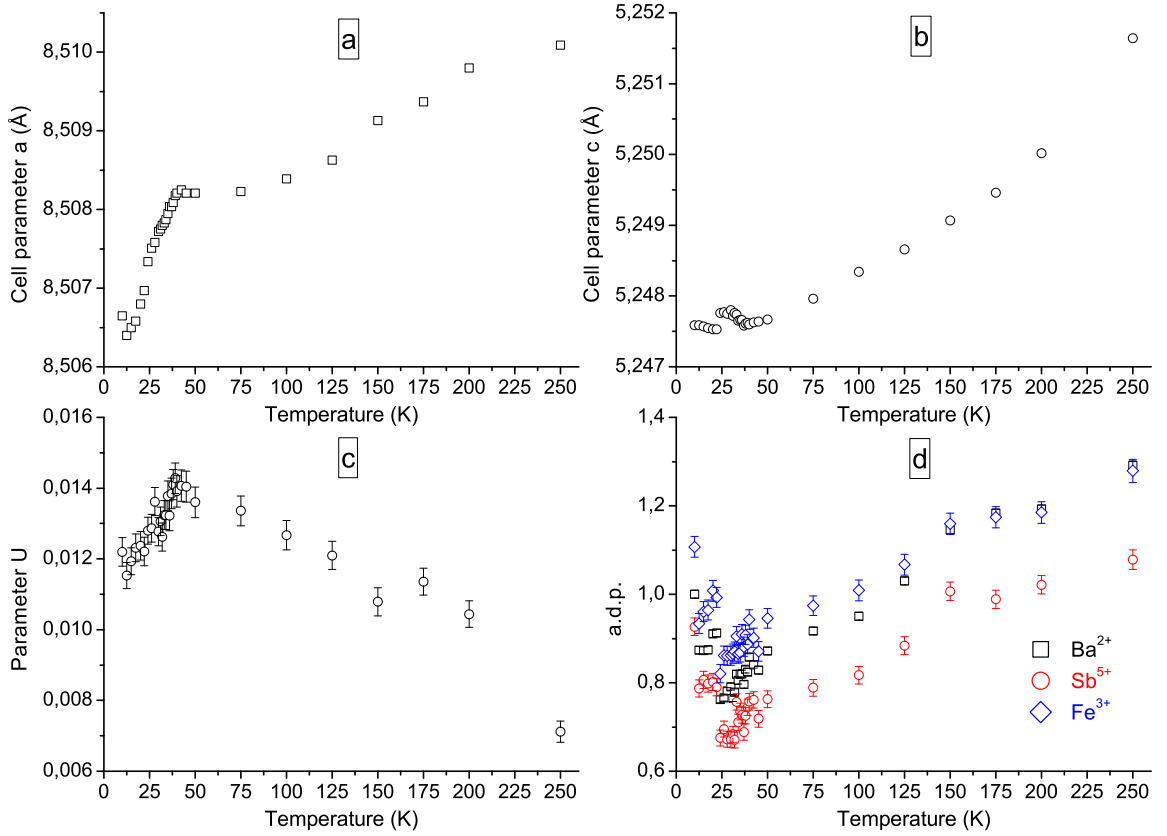 a
8,510
8,509
8,508
8,507
8,506
Cell parameter a (Å)
0 25 50 75 100 125 150 175 200 225 250
Temperature (K)
b
5,252
5,251
5,250
5,249
5,248
5,247
Cell parameter c (Å)
0 25 50 75 100 125 150 175 200 225 250
Temperature (K)
c
0,016
0,014
0,012
0,010
0,008
0,006
Parameter U
0 25 50 75 100 125 150 175 200 225 250
Temperature (K)
d
1,4
1,2
1,0
0,8
0,6
a.d.p.
Ba²⁺
Sb⁵⁺
Fe³⁺
0 25 50 75 100 125 150 175 200 225 250
Temperature (K)